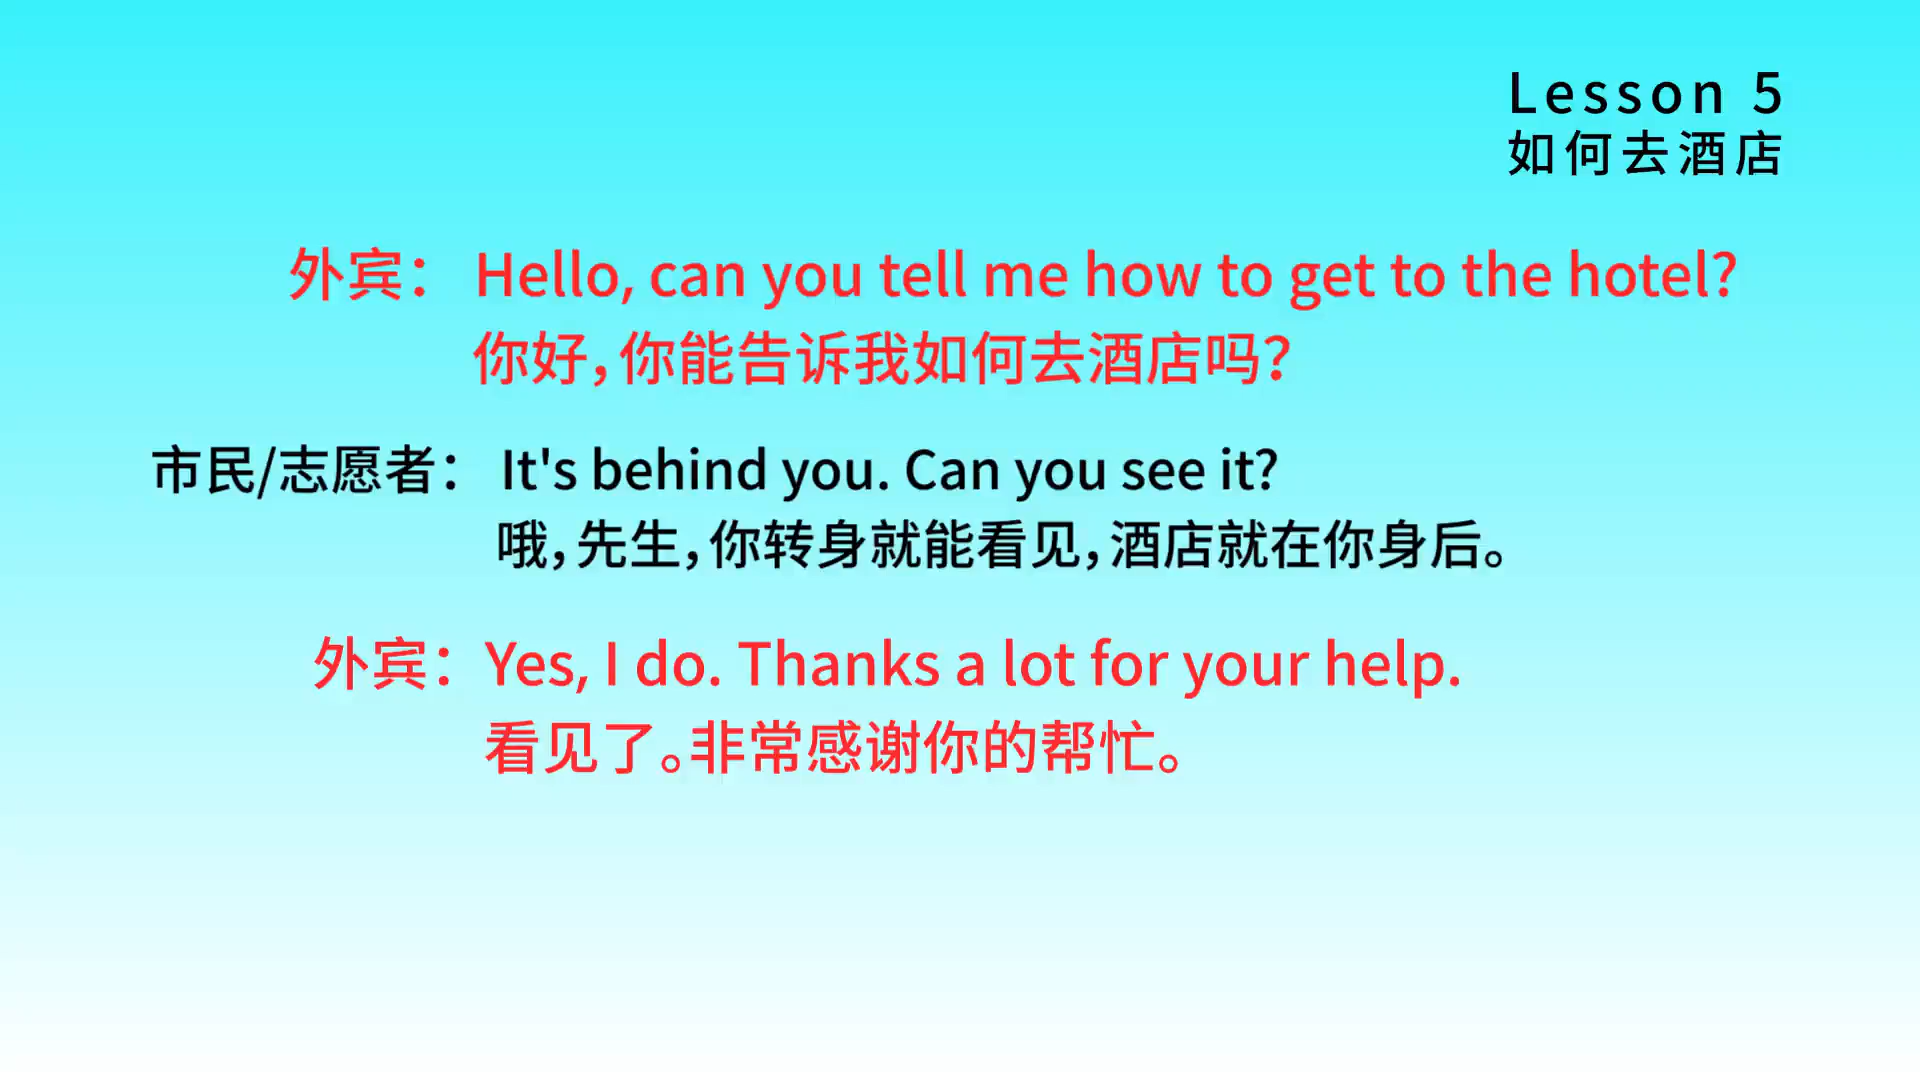 Lesson 5
如何去酒店
外宾： Hello, can you tell me how to get to the hotel?
你好，你能告诉我如何去酒店吗？
市民/志愿者： It's behind you. Can you see it?
哦，先生，你转身就能看见，酒店就在你身后。
外宾： Yes, I do. Thanks a lot for your help.
看见了。非常感谢你的帮忙。